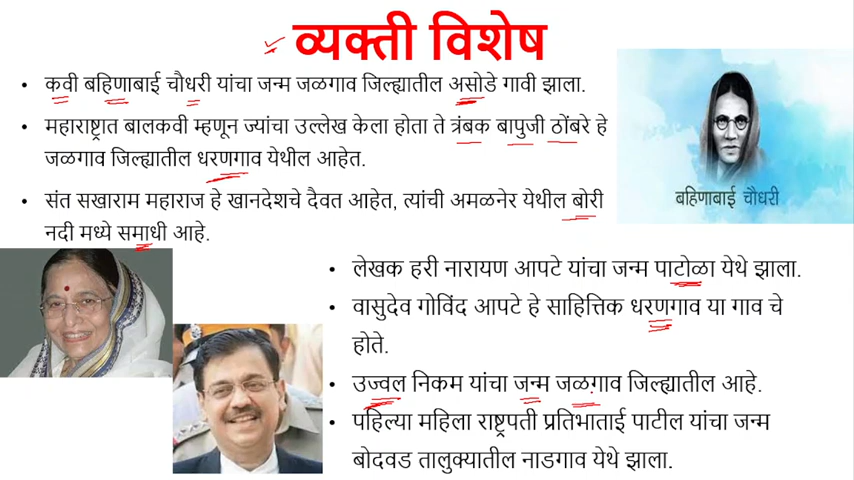 व्यक्ती विशेष
• कवी बहिणाबाई चौधरी यांचा जन्म जळगाव जिल्ह्यातील असोडे गावी झाला.
• महाराष्ट्रात बालकवी म्हणून ज्यांचा उल्लेख केला होता ते त्रंबक बापुजी ठोंबरे हे
जळगाव जिल्ह्यातील धरणगाव येथील आहेत.
• संत सखाराम महाराज हे खानदेशचे दैवत आहेत, त्यांची अमळनेर येथील बोरी
नदी मध्ये समाधी आहे.
बहिणाबाई चौधरी
• लेखक हरी नारायण आपटे यांचा जन्म पाटोळा येथे झाला.
• वासुदेव गोविंद आपटे हे साहित्तिक धरणगाव या गाव चे
होते.
• उज्वल निकम यांचा जन्म जळगाव जिल्ह्यातील आहे.
• पहिल्या महिला राष्ट्रपती प्रतिभाताई पाटील यांचा जन्म
बोदवड तालुक्यातील नाडगाव येथे झाला.